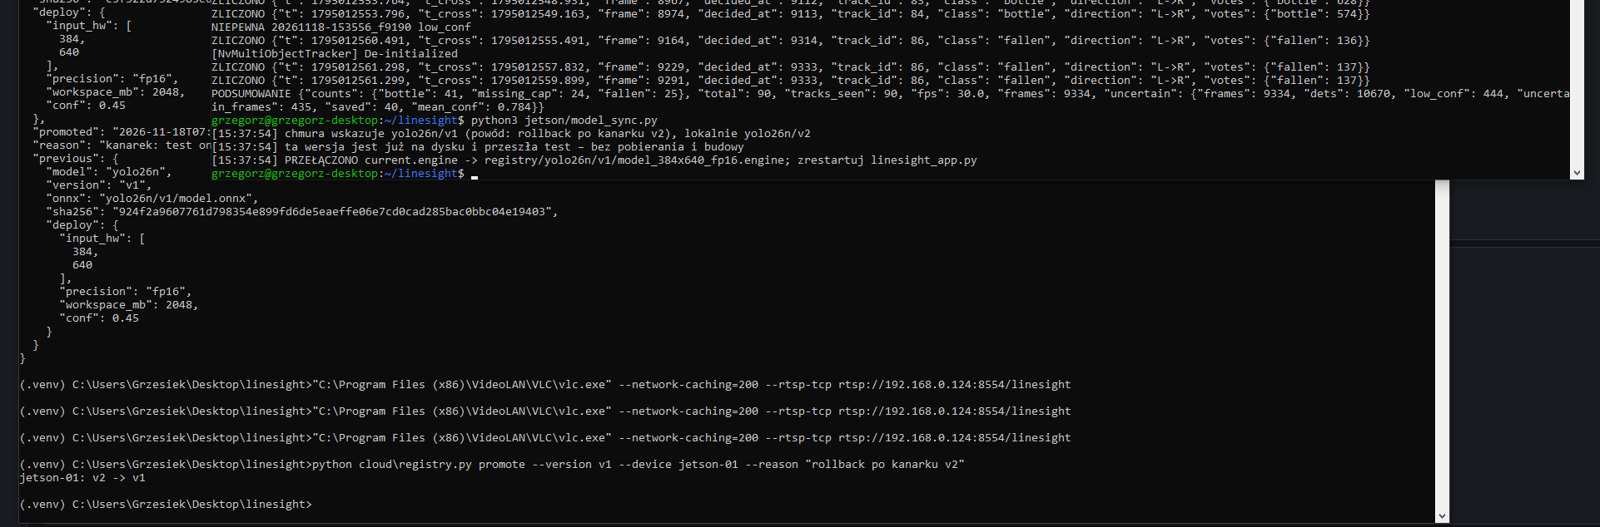 "deploy": {
"input_hw": [
384,
640
],
"precision": "fp16",
"workspace_mb": 2048,
"conf": 0.45
},
"promoted": "2026-11-18T07:
"reason": "kanarek: test on
"previous": {
"model": "yolo26n",
"version": "v1",
"onnx": "yolo26n/v1/model.onnx",
"sha256": "924f2a9607761d798354e899fd6de5eaeffe06e7cd0cad285bac0bbc04e19403",
"deploy": {
"input_hw": [
384,
640
],
"precision": "fp16",
"workspace_mb": 2048,
"conf": 0.45
}
}
}
(.venv) C:\Users\Grzesiek\Desktop\linesight>"C:\Program Files (x86)\VideoLAN\VLC\vlc.exe" --network-caching=200 --rtsp-tcp rtsp://192.168.0.124:8554/linesight
(.venv) C:\Users\Grzesiek\Desktop\linesight>"C:\Program Files (x86)\VideoLAN\VLC\vlc.exe" --network-caching=200 --rtsp-tcp rtsp://192.168.0.124:8554/linesight
(.venv) C:\Users\Grzesiek\Desktop\linesight>"C:\Program Files (x86)\VideoLAN\VLC\vlc.exe" --network-caching=200 --rtsp-tcp rtsp://192.168.0.124:8554/linesight
(.venv) C:\Users\Grzesiek\Desktop\linesight>python cloud\registry.py promote --version v1 --device jetson-01 --reason "rollback po kanarku v2"
jetson-01: v2 -> v1
(.venv) C:\Users\Grzesiek\Desktop\linesight>
ZLICZONO {"t": 1795012553.796, "t_cross": 1795012549.163, "frame": 8974, "decided_at": 9113, "track_id": 84, "class": "bottle", "direction": "L->R", "votes": {"bottle": 574}}
NIEPEWNA 20261118-153556_f9190 low_conf
ZLICZONO {"t": 1795012560.491, "t_cross": 1795012555.491, "frame": 9164, "decided_at": 9314, "track_id": 86, "class": "fallen", "direction": "L->R", "votes": {"fallen": 136}}
[NvMultiObjectTracker] De-initialized
ZLICZONO {"t": 1795012561.298, "t_cross": 1795012557.832, "frame": 9229, "decided_at": 9333, "track_id": 86, "class": "fallen", "direction": "L->R", "votes": {"fallen": 137}}
ZLICZONO {"t": 1795012561.299, "t_cross": 1795012559.899, "frame": 9291, "decided_at": 9333, "track_id": 86, "class": "fallen", "direction": "L->R", "votes": {"fallen": 137}}
PODSUMOWANIE {"counts": {"bottle": 41, "missing_cap": 24, "fallen": 25}, "total": 90, "tracks_seen": 90, "fps": 30.0, "frames": 9334, "uncertain": {"frames": 9334, "dets": 10670, "low_conf": 444, "uncerta
in_frames": 435, "saved": 40, "mean_conf": 0.784}}
grzegorz@grzegorz-desktop:~/linesight$ python3 jetson/model_sync.py
[15:37:54] chmura wskazuje yolo26n/v1 (powód: rollback po kanarku v2), lokalnie yolo26n/v2
[15:37:54] ta wersja jest już na dysku i przeszła test – bez pobierania i budowy
[15:37:54] PRZEŁĄCZONO current.engine -> registry/yolo26n/v1/model_384x640_fp16.engine; zrestartuj linesight_app.py
grzegorz@grzegorz-desktop:~/linesight$